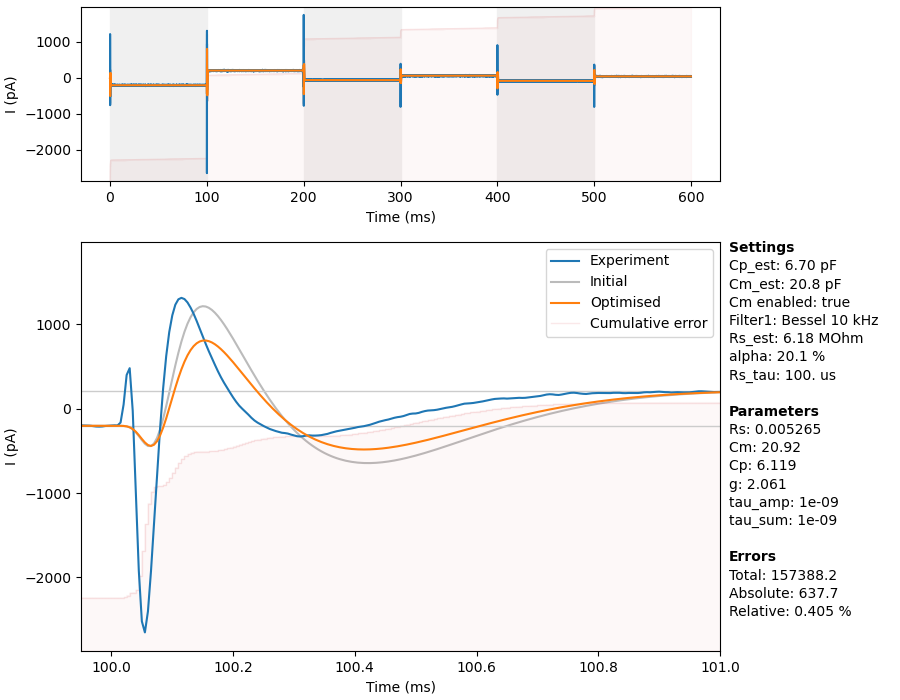 1000
0
−1000
−2000
I (pA)
0
100
200
300
400
500
600
Time (ms)
1000
0
−1000
−2000
I (pA)
100.0
100.2
100.4
100.6
100.8
101.0
Time (ms)
Experiment
Initial
Optimised
Cumulative error
Settings
Cp_est: 6.70 pF
Cm_est: 20.8 pF
Cm enabled: true
Filter1: Bessel 10 kHz
Rs_est: 6.18 MOhm
alpha: 20.1 %
Rs_tau: 100. us
Parameters
Rs: 0.005265
Cm: 20.92
Cp: 6.119
g: 2.061
tau_amp: 1e-09
tau_sum: 1e-09
Errors
Total: 157388.2
Absolute: 637.7
Relative: 0.405 %